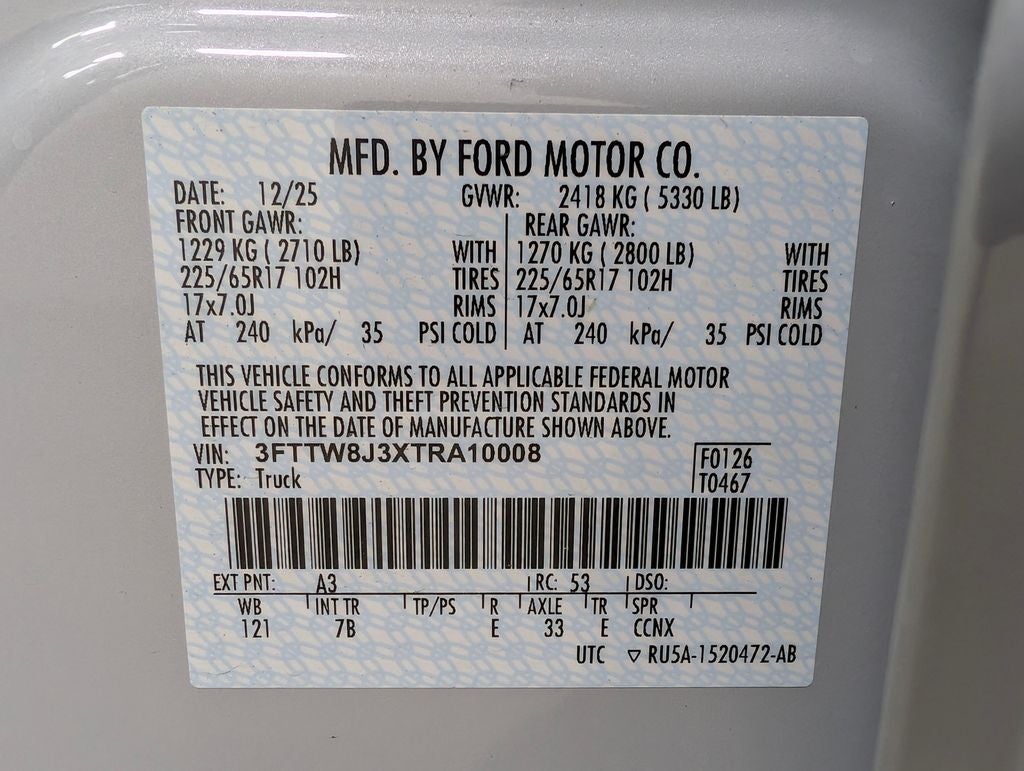 MFD. BY FORD MOTOR CO.
DATE: 12/25 GVWR: 2418 KG ( 5330 LB)
FRONT GAWR: REAR GAWR:
1229 KG ( 2710 LB) WITH 1270 KG ( 2800 LB) WITH
225/65R17 102H TIRES 225/65R17 102H TIRES
17x7.0J RIMS 17x7.0J RIMS
AT 240 kPa/ 35 PSI COLD AT 240 kPa/ 35 PSI COLD
THIS VEHICLE CONFORMS TO ALL APPLICABLE FEDERAL MOTOR
VEHICLE SAFETY AND THEFT PREVENTION STANDARDS IN
EFFECT ON THE DATE OF MANUFACTURE SHOWN ABOVE.
VIN: 3FTTW8J3XTRA10008 F0126
TYPE: Truck T0467
EXT PNT: A3 RC: 53 DSO:
WB INT TR TP/PS R AXLE TR SPR
121 7B E 33 E CCNX
UTC ▽ RU5A-1520472-AB